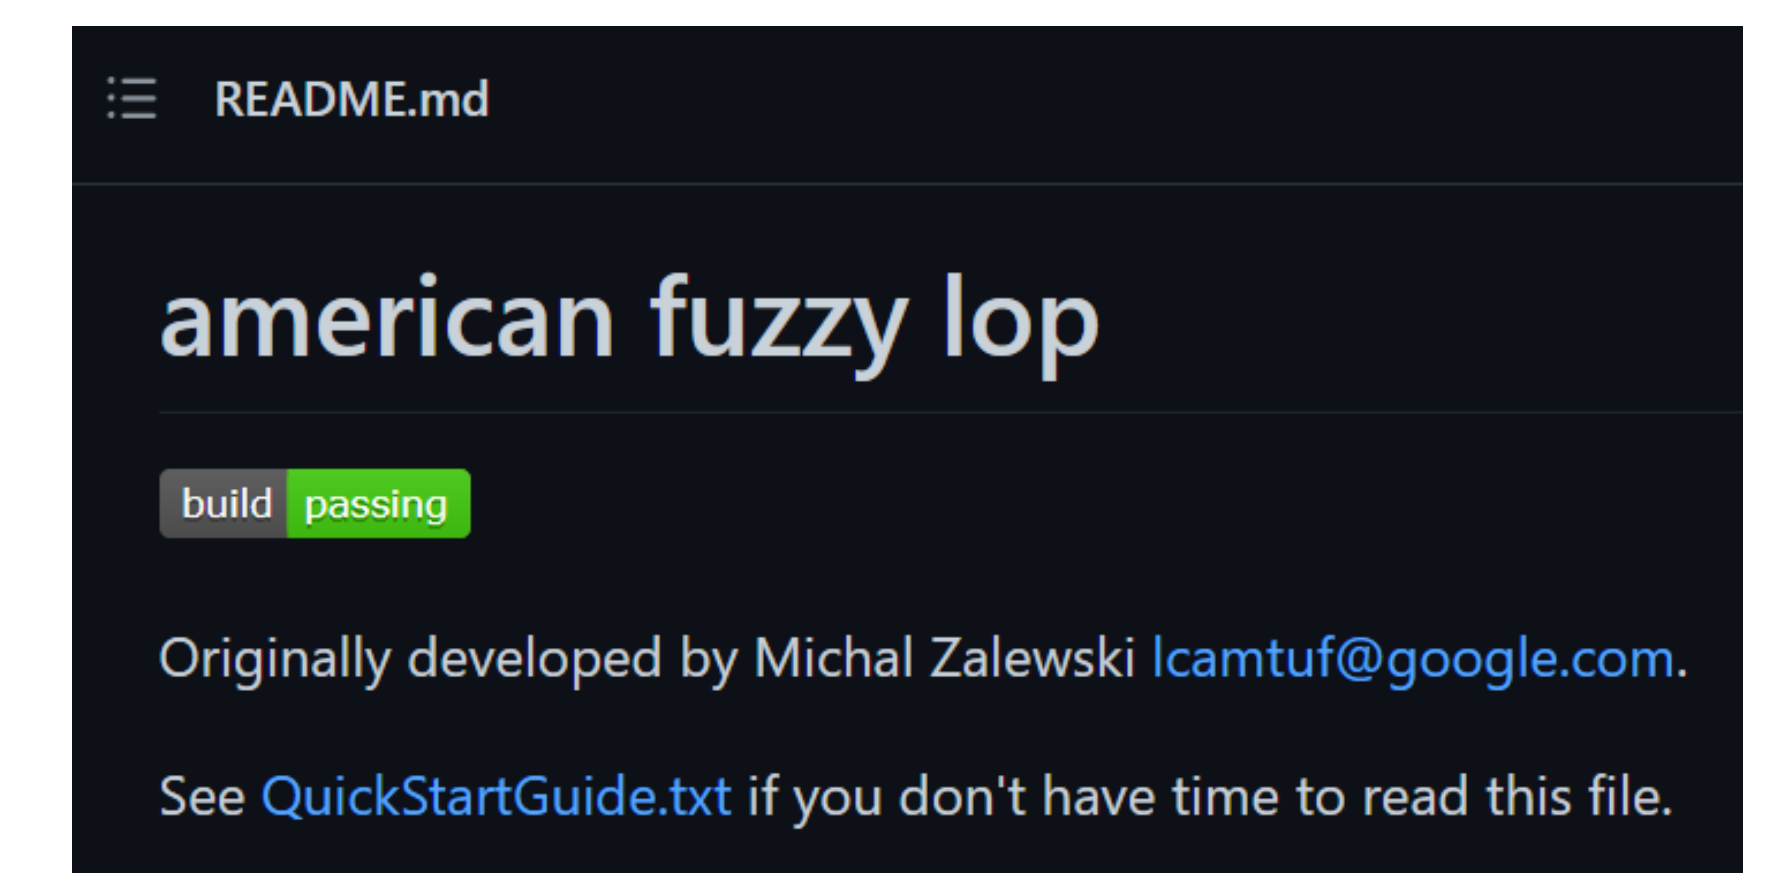 README.md
american fuzzy lop
build passing
Originally developed by Michal Zalewski lcamtuf@google.com.
See QuickStartGuide.txt if you don't have time to read this file.